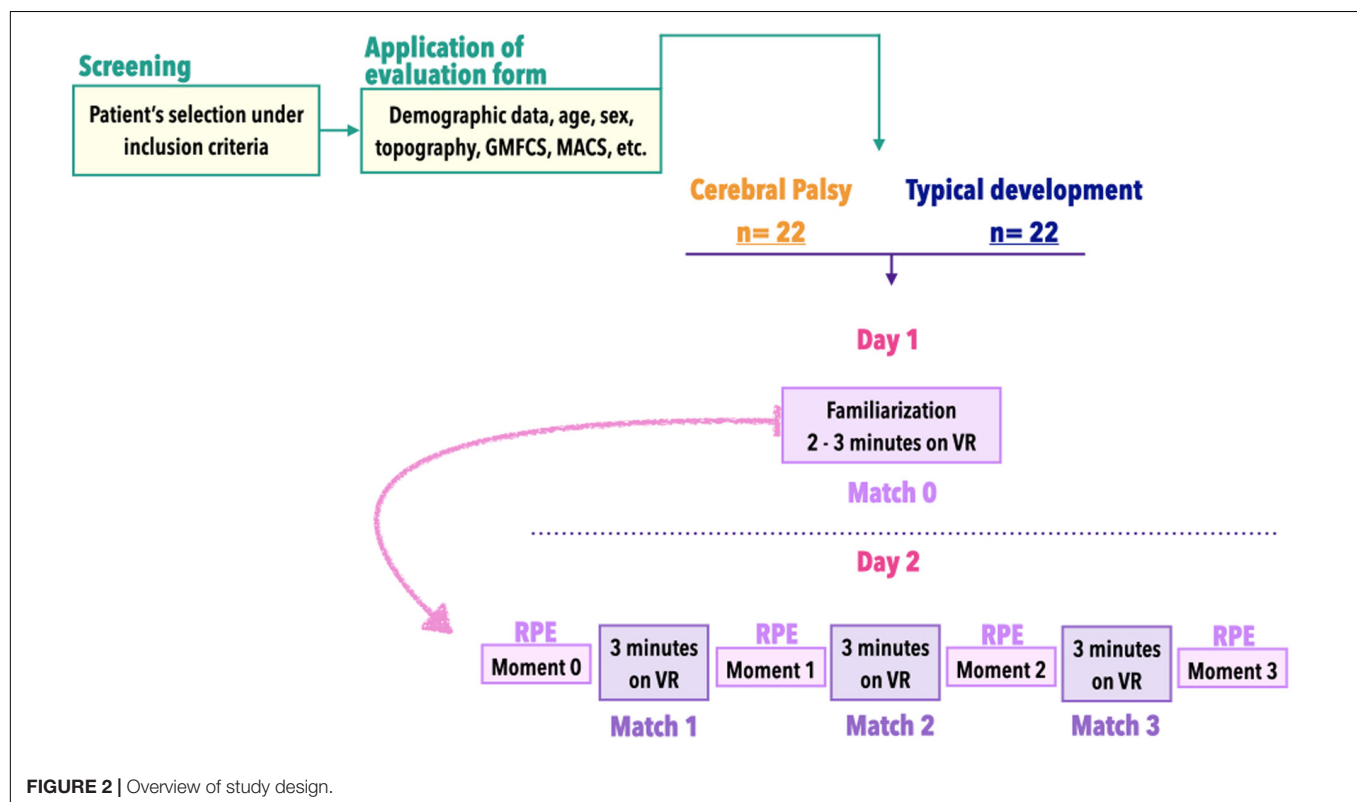 Screening
Patient's selection under
inclusion criteria
Application of
evaluation form
Demographic data, age, sex,
topography, GMFCS, MACS, etc.
Cerebral Palsy
n= 22
Typical development
n= 22
Day 1
Familiarization
2 - 3 minutes on VR
Match 0
Day 2
RPE
Moment 0
3 minutes
on VR
Match 1
RPE
Moment 1
3 minutes
on VR
Match 2
RPE
Moment 2
3 minutes
on VR
Match 3
RPE
Moment 3
FIGURE 2 | Overview of study design.